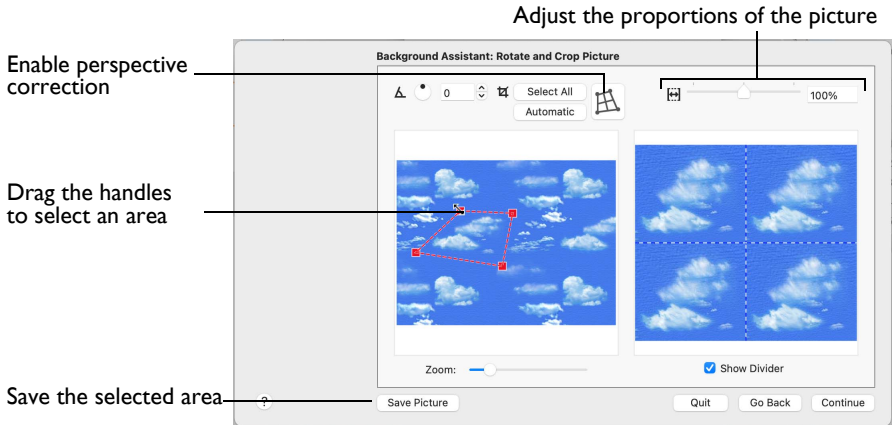 Adjust the proportions of the picture
Background Assistant: Rotate and Crop Picture
Enable perspective
correction
0
Select All
100%
Automatic
Drag the handles
to select an area
Zoom:
Show Divider
Save the selected area
?
Save Picture
Quit
Go Back
Continue